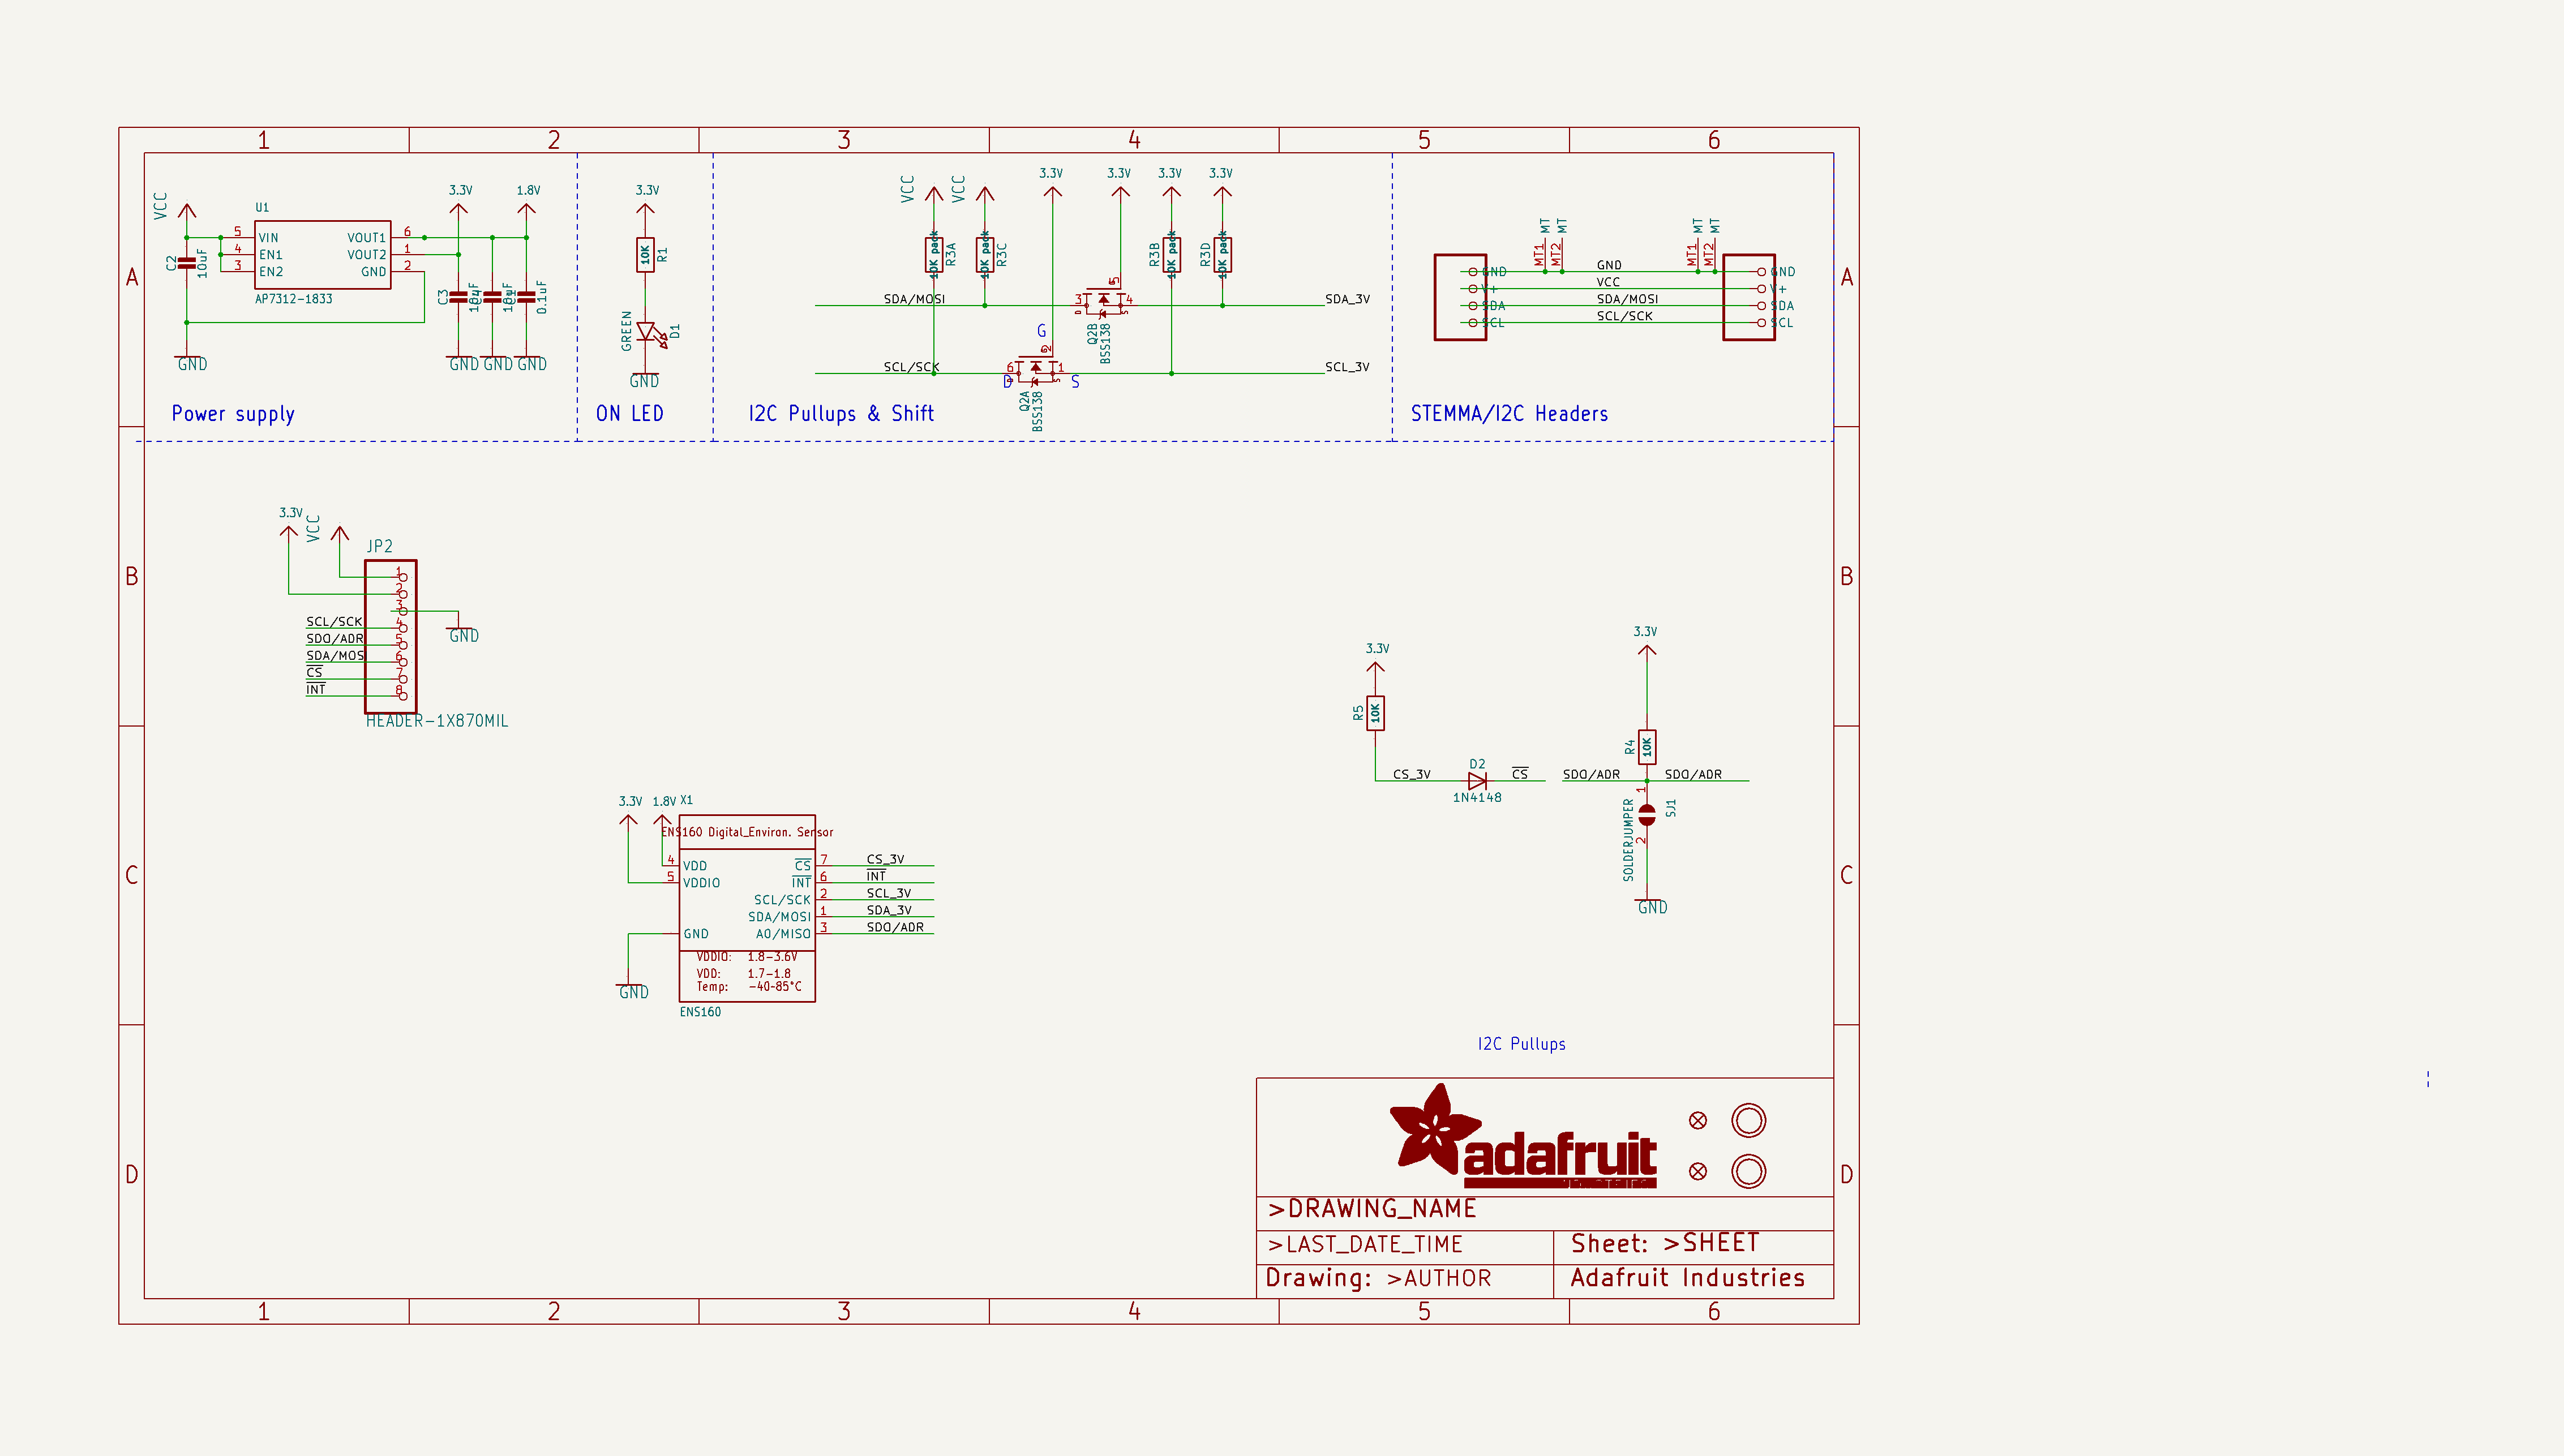 1 2 3 4 5 6
A A
B B
C C
D D
VCC
3.3V
1.8V
U1
5 VIN VOUT1 6
4 EN1 VOUT2 1
3 EN2 GND 2
AP7312-1833
C2
10uF
C3
0.1uF
GND
GND GND GND
Power supply
3.3V
10K
R1
GREEN
D1
GND
ON LED
VCC
VCC
3.3V
3.3V
3.3V
3.3V
10K pack
R3A
10K pack
R3C
10K pack
R3B
10K pack
R3D
SDA/MOSI
3
4
5
D
S
SDA_3V
Q2B
BSS138
G
2
SCL/SCK
6
1
D
S
SCL_3V
Q2A
BSS138
I2C Pullups & Shift
MT1 MT
MT2 MT
MT1 MT
MT2 MT
GND GND GND
V+ VCC V+
SDA SDA/MOSI SDA
SCL SCL/SCK SCL
STEMMA/I2C Headers
3.3V
VCC
JP2
1
2
3
GND
SCL/SCK 4
SDO/ADR 5
SDA/MOS 6
CS 7
INT 8
HEADER-1X870MIL
3.3V
R5
10K
CS_3V
D2
1N4148
CS
3.3V
R4
10K
SDO/ADR SDO/ADR
1
SOLDERJUMPER
SJ1
2
GND
3.3V 1.8V X1
ENS160 Digital_Environ. Sensor
4 VDD CS 7 CS_3V
5 VDDIO INT 6 INT
SCL/SCK 2 SCL_3V
SDA/MOSI 1 SDA_3V
GND A0/MISO 3 SDO/ADR
VDDIO: 1.8-3.6V
VDD: 1.7-1.8
Temp: -40-85°C
GND
ENS160
I2C Pullups
adafruit
>DRAWING_NAME
>LAST_DATE_TIME
Sheet: >SHEET
Drawing: >AUTHOR
Adafruit Industries
1 2 3 4 5 6